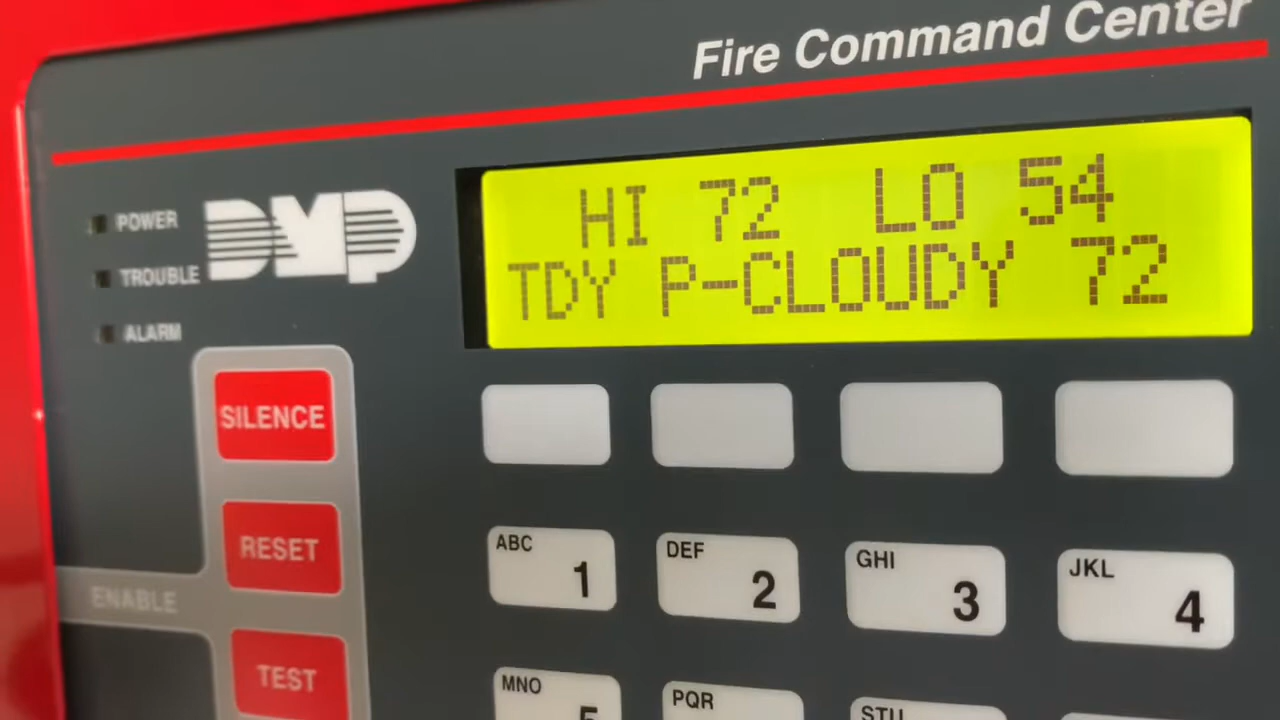 Fire Command Center
POWER
TROUBLE
ALARM
DMP
HI 72 LO 54
TDY P-CLOUDY 72
SILENCE
RESET
ENABLE
TEST
ABC 1
DEF 2
GHI 3
JKL 4
MNO 5
PQR
STU